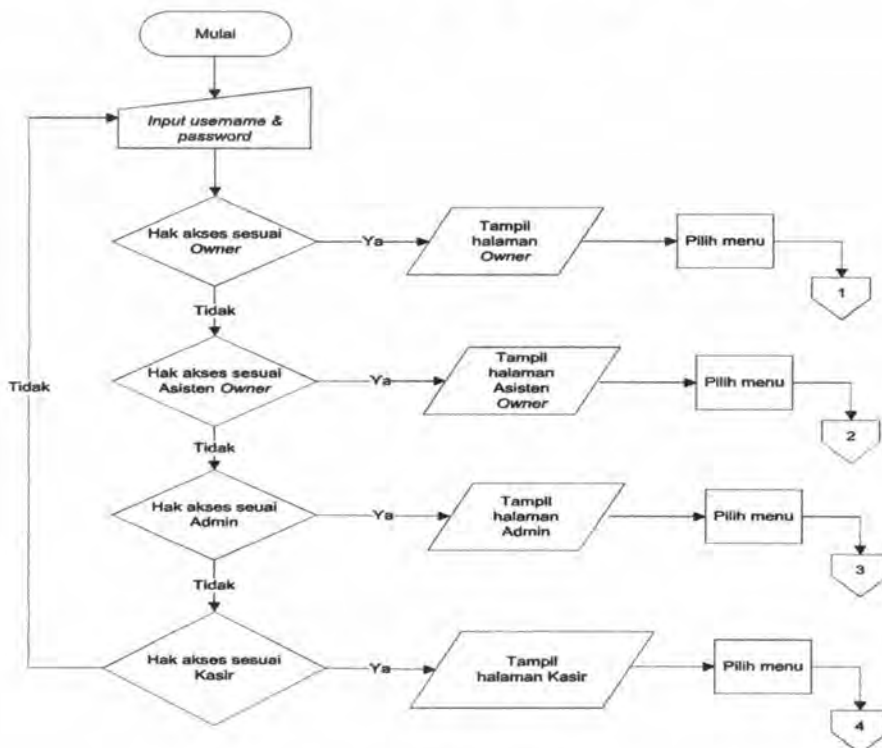 Mulai
Input username &
password
Hak akses sesuai
Owner
Ya
Tampil
halaman
Owner
Pilih menu
1
Tidak
Hak akses sesuai
Asisten Owner
Ya
Tampil
halaman
Asisten
Owner
Pilih menu
2
Tidak
Tidak
Hak akses seuai
Admin
Ya
Tampil
halaman
Admin
Pilih menu
3
Tidak
Hak akses sesuai
Kasir
Ya
Tampil
halaman Kasir
Pilih menu
4